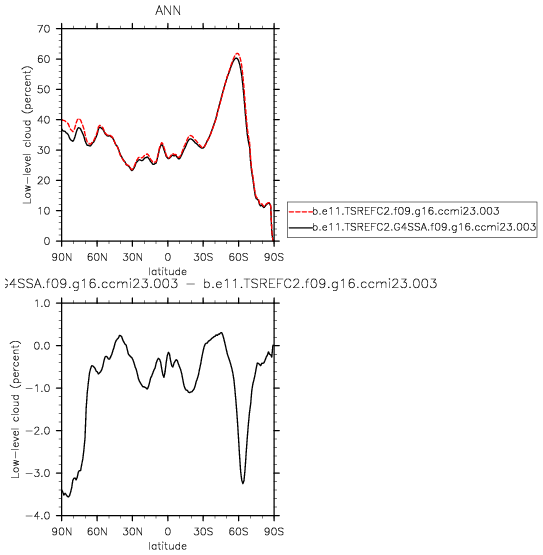 ANN
70
60
50
40
30
20
10
0
Low-level cloud (percent)
90N 60N 30N 0 30S 60S 90S
latitude
b.e11.TSREFC2.f09.g16.ccmi23.003
b.e11.TSREFC2.G4SSA.f09.g16.ccmi23.003
G4SSA.f09.g16.ccmi23.003 - b.e11.TSREFC2.f09.g16.ccmi23.003
1.0
0.0
-1.0
-2.0
-3.0
-4.0
Low-level cloud (percent)
90N 60N 30N 0 30S 60S 90S
latitude